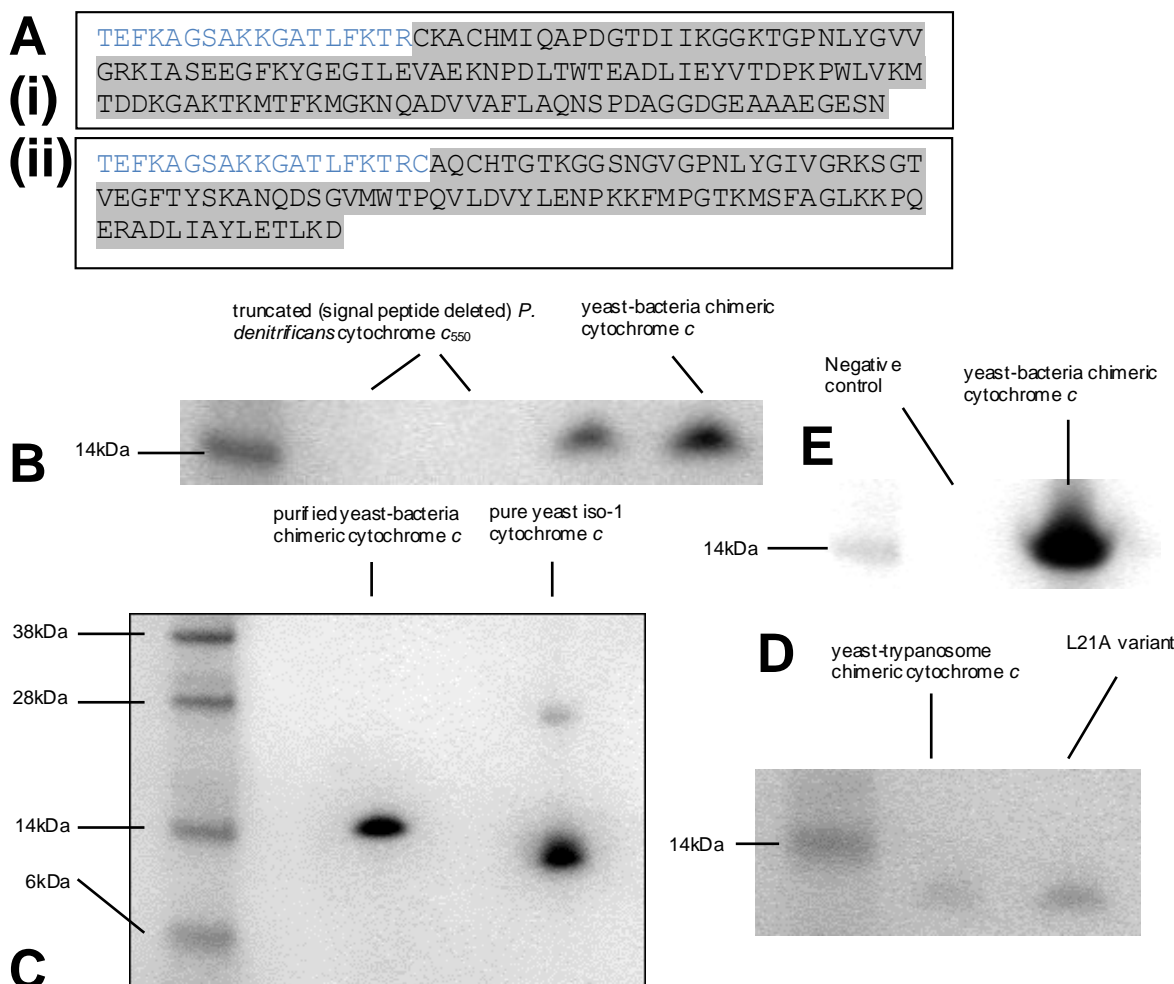 A
(i)
TEFKAGSAKKGATLFKTRCKACHMIQAPDGTDIIKGGKTGPNLYGVV
GRKIASEEGFKYGEGILEVAEKNPDLTWTEADLIEYVTDPKPWLVKM
TDDKGAKTKMTFKMGKNQADVVAFLAQNSPDAGGDGEAAAEGESN
(ii)
TEFKAGSAKKGATLFKTRCAQCHTGTKGGSNGVGPNLYGIVGRKSGT
VEGFTYSKANQDSGVMWTPQVLDVYLENPKKFMPGTKMSFAGLKKPQ
ERADLIAYLETLKD
truncated (signal peptide deleted) P.
denitrificans cytochrome c550
yeast-bacteria chimeric
cytochrome c
B
14kDa
Negative
control
yeast-bacteria chimeric
cytochrome c
E
14kDa
purified yeast-bacteria
chimeric cytochrome c
pure yeast iso-1
cytochrome c
38kDa
28kDa
14kDa
6kDa
C
D
yeast-trypanosome
chimeric cytochrome c
L21A variant
14kDa